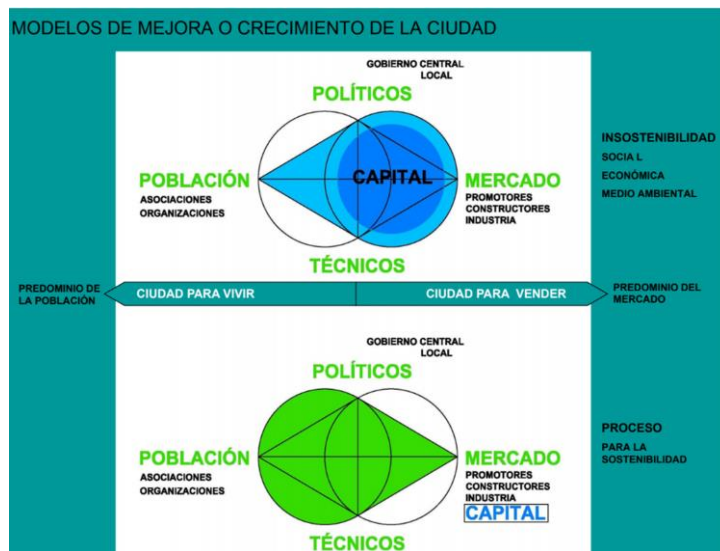 MODELOS DE MEJORA O CRECIMIENTO DE LA CIUDAD
GOBIERNO CENTRAL
LOCAL
POLÍTICOS
INSOSTENIBILIDAD
SOCIA L
ECONÓMICA
MEDIO AMBIENTAL
POBLACIÓN
ASOCIACIONES
ORGANIZACIONES
CAPITAL
MERCADO
PROMOTORES
CONSTRUCTORES
INDUSTRIA
TÉCNICOS
PREDOMINIO DE
LA POBLACIÓN
CIUDAD PARA VIVIR
CIUDAD PARA VENDER
PREDOMINIO DEL
MERCADO
GOBIERNO CENTRAL
LOCAL
POLÍTICOS
PROCESO
PARA LA
SOSTENIBILIDAD
POBLACIÓN
ASOCIACIONES
ORGANIZACIONES
MERCADO
PROMOTORES
CONSTRUCTORES
INDUSTRIA
CAPITAL
TÉCNICOS